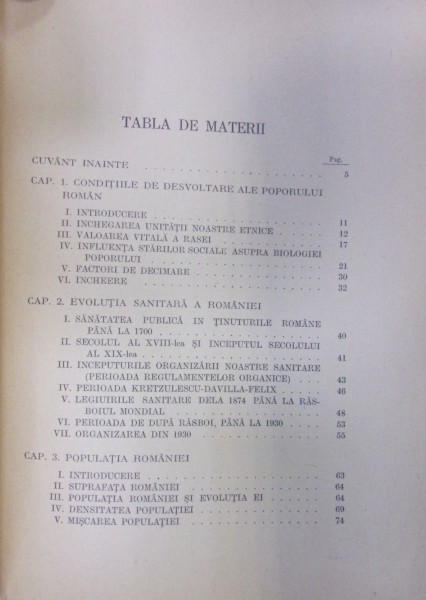 TABLA DE MATERII
Pag.
CUVÂNT INAINTE . . . . . . . . . . . . . . . . . . . . 5
CAP. 1. CONDIȚIILE DE DESVOLTARE ALE POPORULUI
ROMÂN
I. INTRODUCERE . . . . . . . . . . . . . . . . . . 11
II. INCHEGAREA UNITĂȚII NOASTRE ETNICE . . . . . . 12
III. VALOAREA VITALĂ A RASEI . . . . . . . . . . 17
IV. INFLUENȚA STĂRILOR SOCIALE ASUPRA BIOLOGIEI
POPORULUI . . . . . . . . . . . . . . . . . . 21
V. FACTORI DE DECIMARE . . . . . . . . . . . . . 30
VI. INCHEERE . . . . . . . . . . . . . . . . . . 32
CAP. 2. EVOLUȚIA SANITARĂ A ROMÂNIEI
I. SĂNĂTATEA PUBLICĂ IN ȚINUTURILE ROMÂNE
PÂNĂ LA 1700 . . . . . . . . . . . . . . . . 40
II. SECOLUL AL XVIII-lea ȘI INCEPUTUL SECOLULUI
AL XIX-lea . . . . . . . . . . . . . . . . . 41
III. INCEPUTURILE ORGANIZĂRII NOASTRE SANITARE
(PERIOADA REGULAMENTELOR ORGANICE) . . . . . 43
IV. PERIOADA KRETZULESCU-DAVILLA-FELIX . . . . . 46
V. LEGIUIRILE SANITARE DELA 1874 PÂNĂ LA RĂS-
BOIUL MONDIAL . . . . . . . . . . . . . . . 48
VI. PERIOADA DE DUPĂ RĂSBOI, PÂNĂ LA 1930 . . . . 53
VII. ORGANIZAREA DIN 1930 . . . . . . . . . . . . 55
CAP. 3. POPULAȚIA ROMÂNIEI
I. INTRODUCERE . . . . . . . . . . . . . . . . 63
II. SUPRAFAȚA ROMÂNIEI . . . . . . . . . . . . . 64
III. POPULAȚIA ROMÂNIEI ȘI EVOLUȚIA EI . . . . . . 64
IV. DENSITATEA POPULAȚIEI . . . . . . . . . . . . 69
V. MIȘCAREA POPULAȚIEI . . . . . . . . . . . . . 74